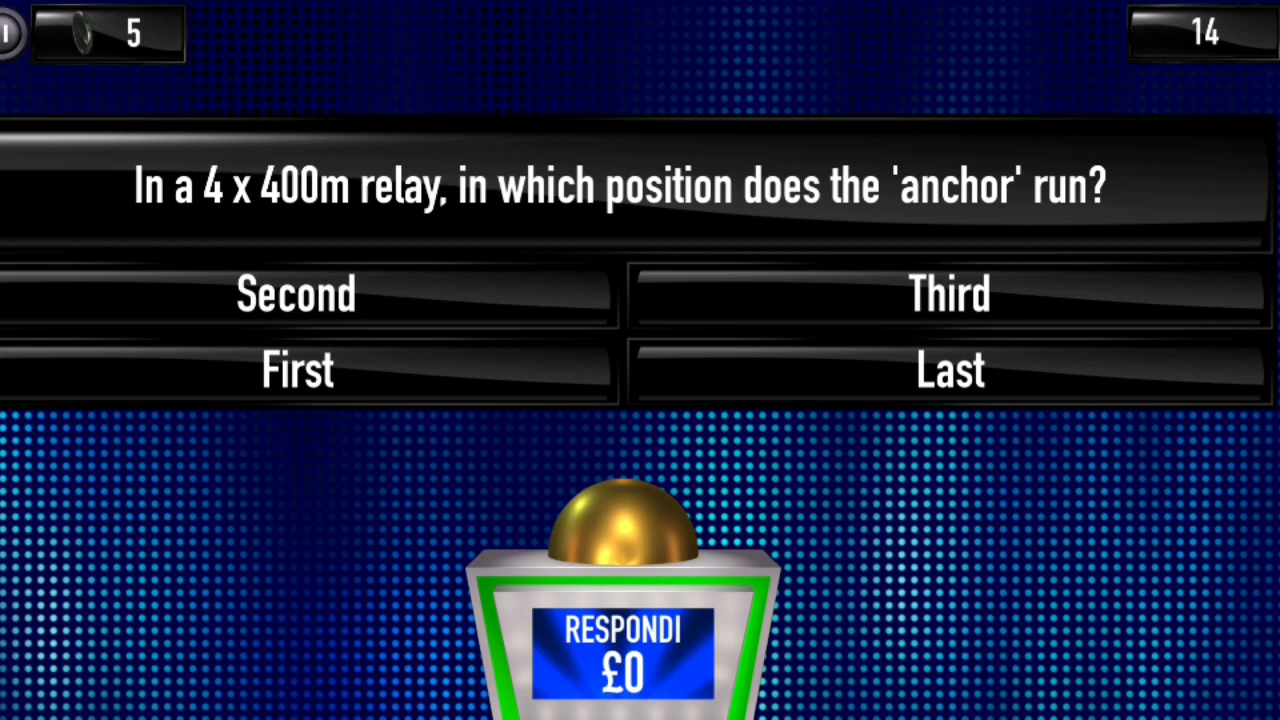 5
14
In a 4 x 400m relay, in which position does the 'anchor' run?
Second
Third
First
Last
RESPONDI
£0